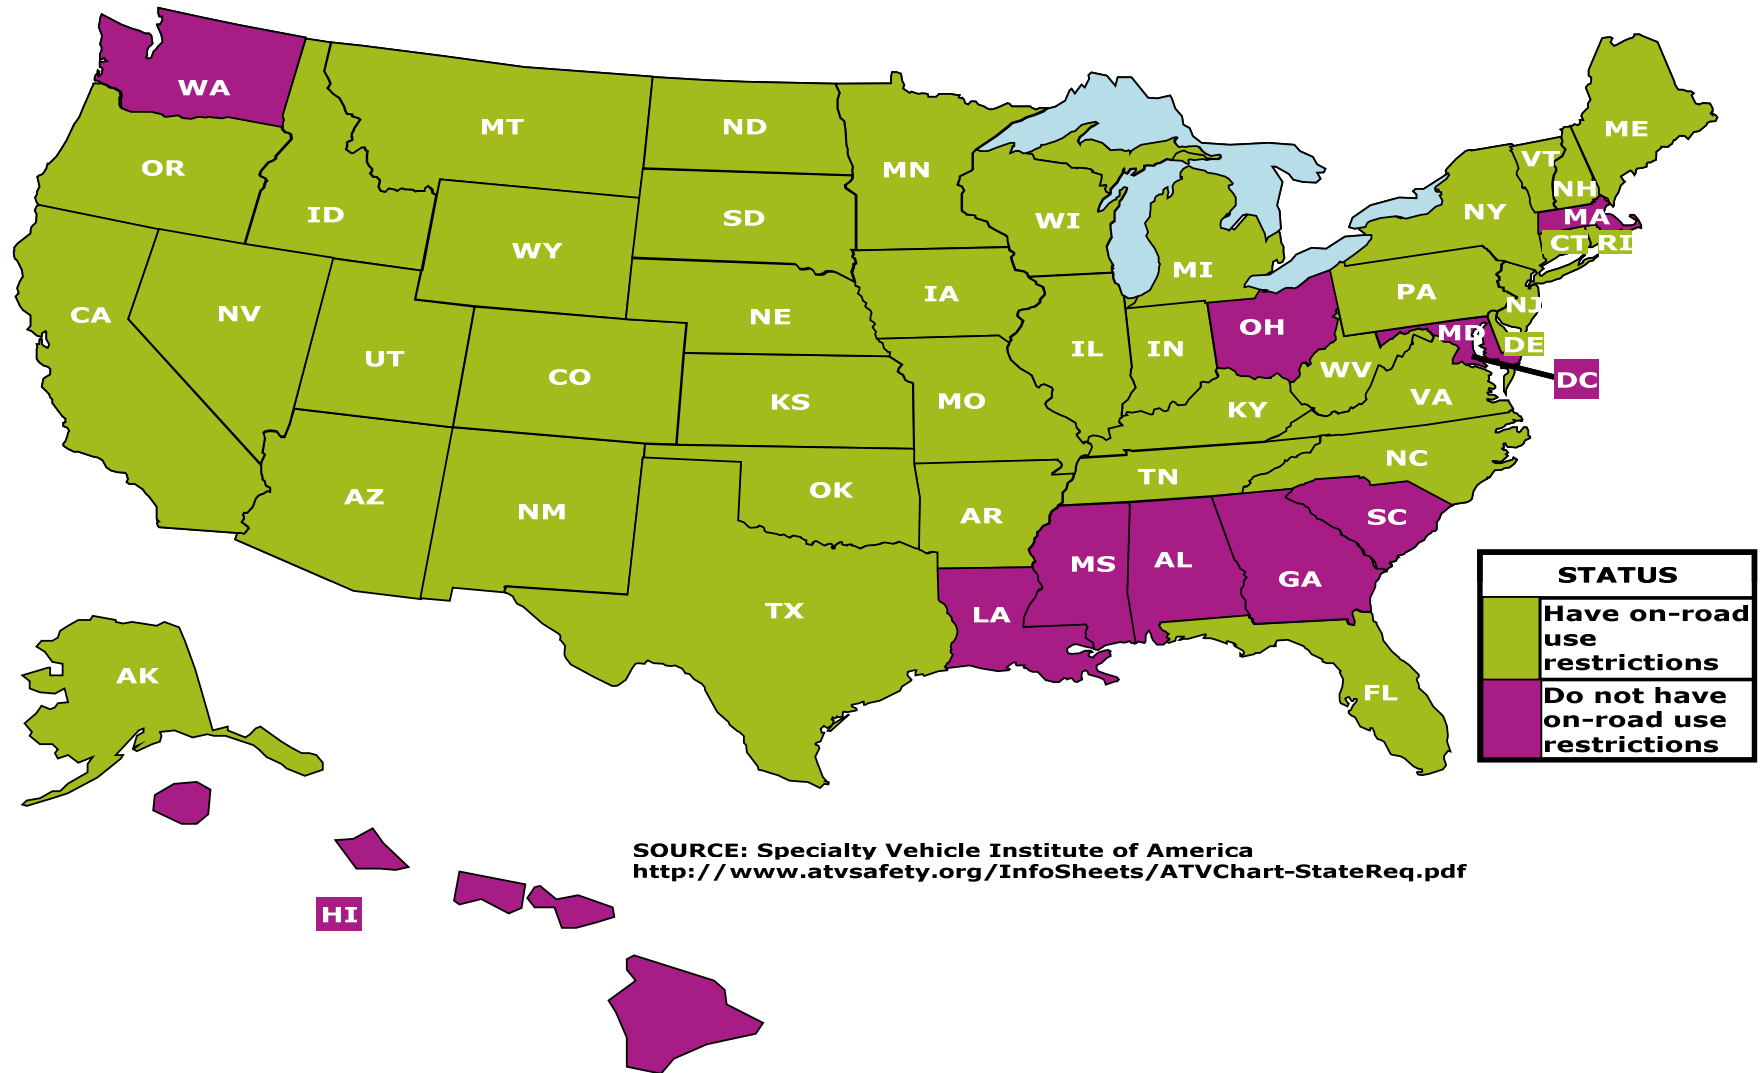 WA
MT
ND
MN
ME
VT
OR
NH
ID
SD
WI
NY
MA
WY
CT
RI
MI
IA
PA
CA
NV
NE
NJ
OH
MD
UT
IL
IN
DE
CO
WV
DC
KS
MO
KY
VA
NC
TN
AZ
OK
NM
AR
SC
MS
AL
GA
TX
LA
AK
FL
HI
STATUS
Have on-road
use
restrictions
Do not have
on-road use
restrictions
SOURCE: Specialty Vehicle Institute of America
http://www.atvsafety.org/InfoSheets/ATVChart-StateReq.pdf